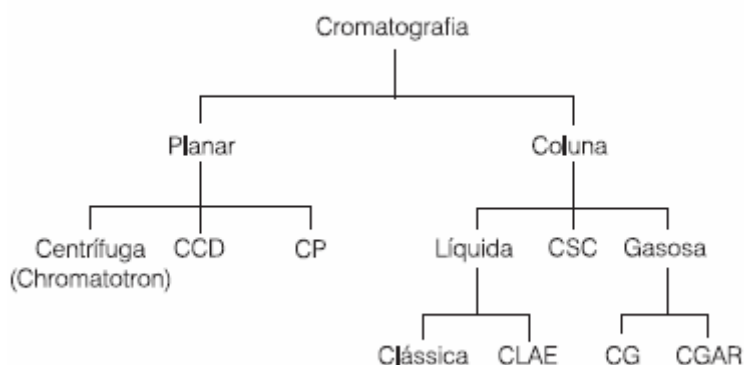 Cromatografia
Planar Coluna
Centrífuga CCD CP Líquida CSC Gasosa
(Chromatotron)
Clássica CLAE CG CGAR